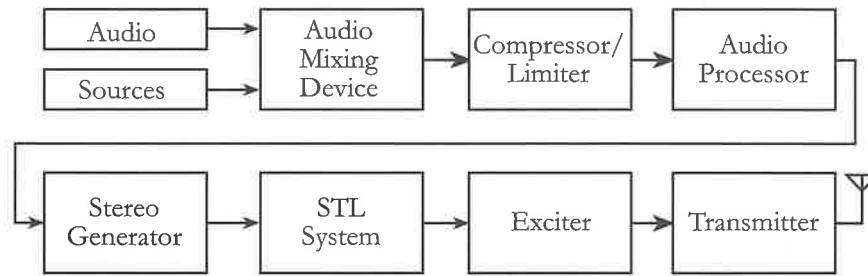 Audio
Sources
Audio
Mixing
Device
Compressor/
Limiter
Audio
Processor
Stereo
Generator
STL
System
Exciter
Transmitter